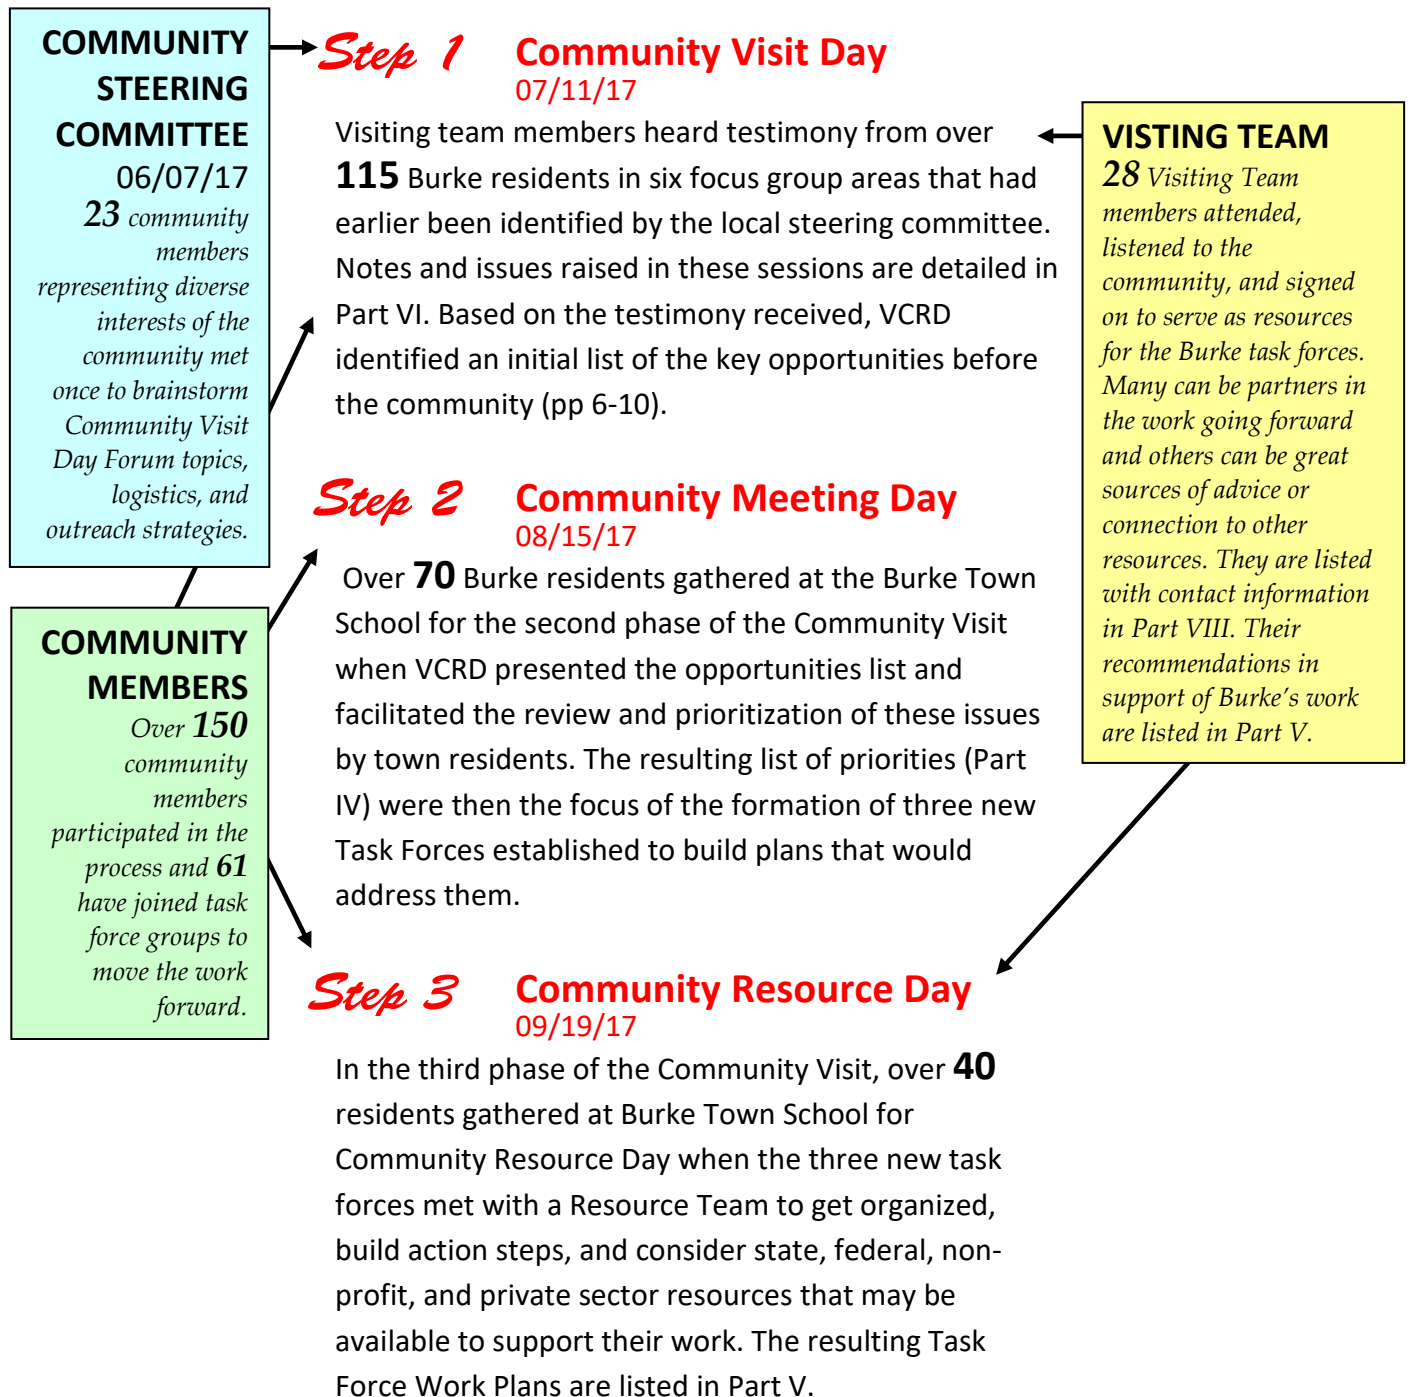 COMMUNITY
STEERING
COMMITTEE
06/07/17
23 community
members
representing diverse
interests of the
community met
once to brainstorm
Community Visit
Day Forum topics,
logistics, and
outreach strategies.
COMMUNITY
MEMBERS
Over 150
community
members
participated in the
process and 61
have joined task
force groups to
move the work
forward.
Step 1 Community Visit Day
07/11/17
Visiting team members heard testimony from over
115 Burke residents in six focus group areas that had
earlier been identified by the local steering committee.
Notes and issues raised in these sessions are detailed in
Part VI. Based on the testimony received, VCRD
identified an initial list of the key opportunities before
the community (pp 6-10).
Step 2 Community Meeting Day
08/15/17
Over 70 Burke residents gathered at the Burke Town
School for the second phase of the Community Visit
when VCRD presented the opportunities list and
facilitated the review and prioritization of these issues
by town residents. The resulting list of priorities (Part
IV) were then the focus of the formation of three new
Task Forces established to build plans that would
address them.
Step 3 Community Resource Day
09/19/17
In the third phase of the Community Visit, over 40
residents gathered at Burke Town School for
Community Resource Day when the three new task
forces met with a Resource Team to get organized,
build action steps, and consider state, federal, non-
profit, and private sector resources that may be
available to support their work. The resulting Task
Force Work Plans are listed in Part V.
VISTING TEAM
28 Visiting Team
members attended,
listened to the
community, and signed
on to serve as resources
for the Burke task forces.
Many can be partners in
the work going forward
and others can be great
sources of advice or
connection to other
resources. They are listed
with contact information
in Part VIII. Their
recommendations in
support of Burke's work
are listed in Part V.